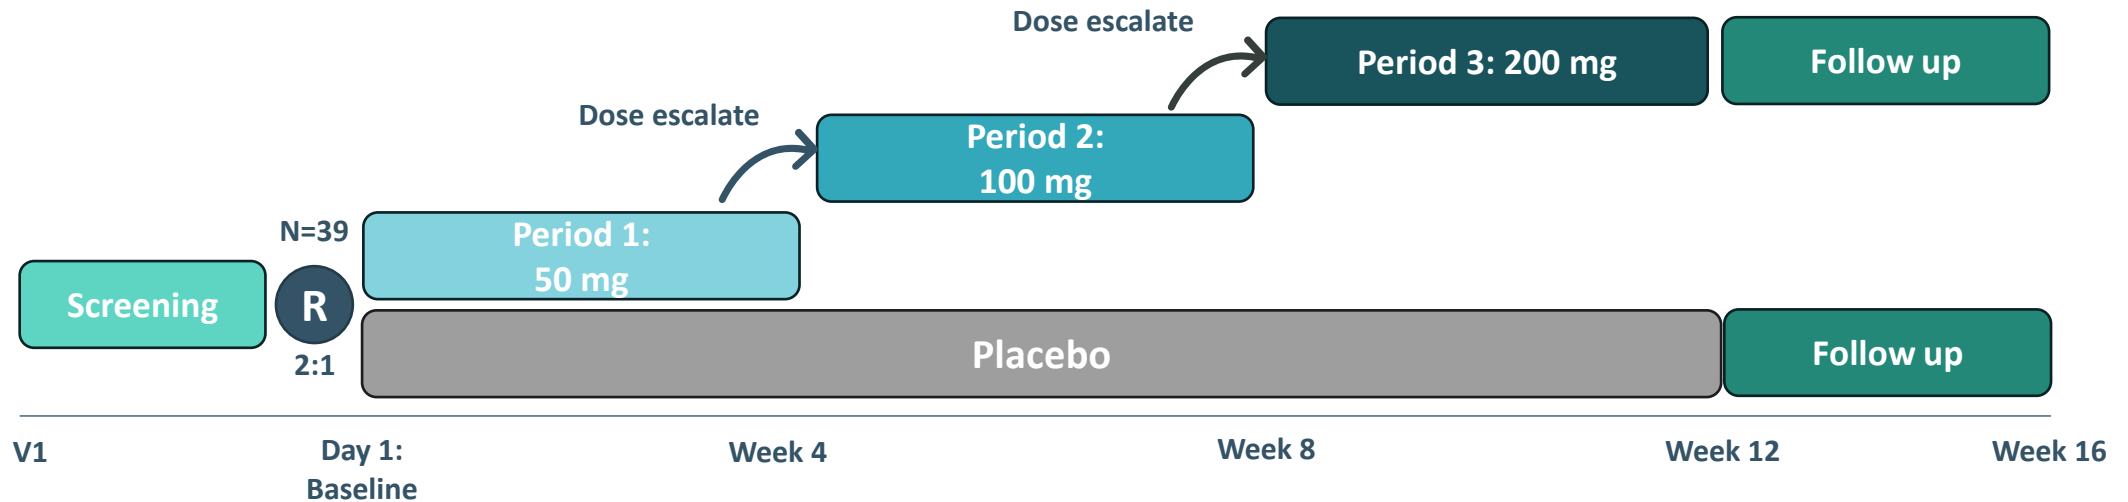 Dose escalate
Period 3: 200 mg
Follow up
Dose escalate
Period 2:
100 mg
N=39
Period 1:
50 mg
Screening
R
2:1
Placebo
Follow up
V1
Day 1:
Baseline
Week 4
Week 8
Week 12
Week 16